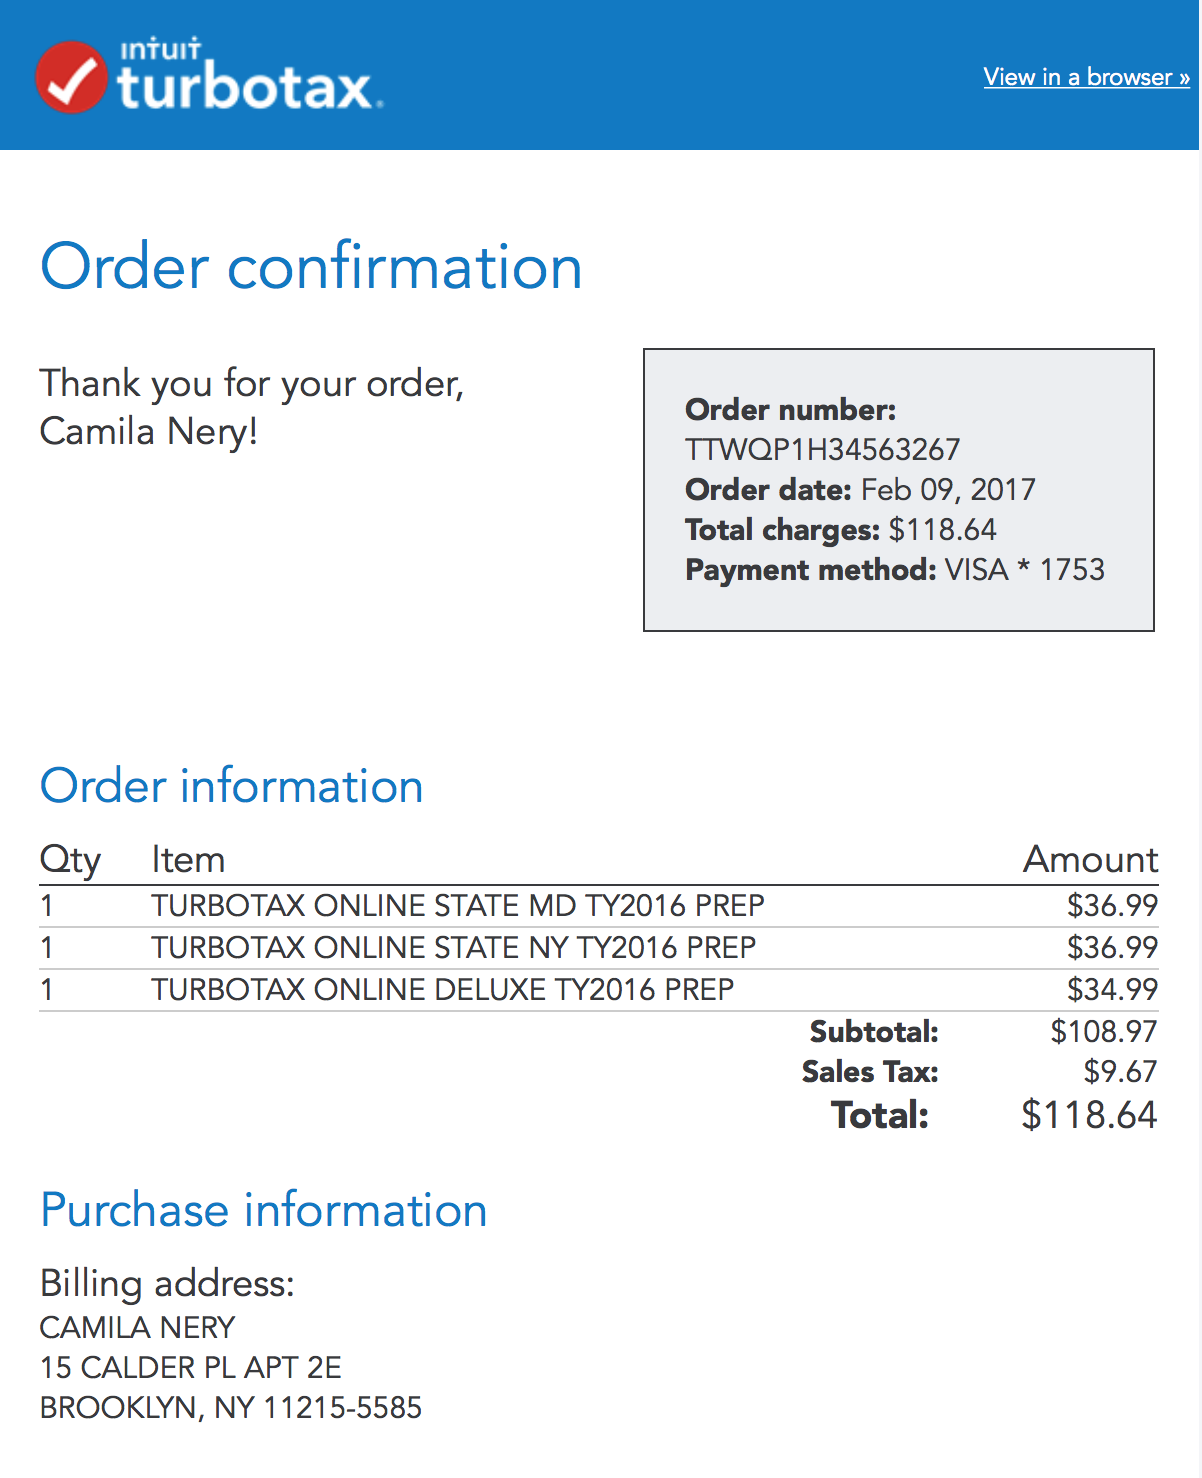 intuit
turbotax.
View in a browser »
Order confirmation
Thank you for your order,
Camila Nery!
Order number:
TTWQP1H34563267
Order date: Feb 09, 2017
Total charges: $118.64
Payment method: VISA * 1753
Order information
Qty Item Amount
1 TURBOTAX ONLINE STATE MD TY2016 PREP $36.99
1 TURBOTAX ONLINE STATE NY TY2016 PREP $36.99
1 TURBOTAX ONLINE DELUXE TY2016 PREP $34.99
Subtotal: $108.97
Sales Tax: $9.67
Total: $118.64
Purchase information
Billing address:
CAMILA NERY
15 CALDER PL APT 2E
BROOKLYN, NY 11215-5585